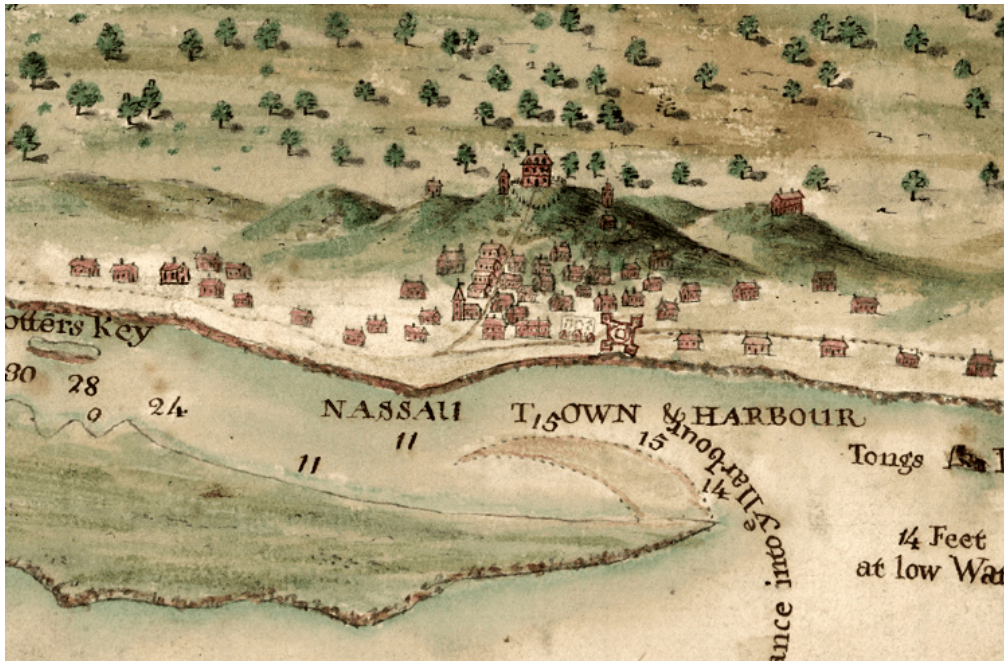 otters Key
30
28
9
24
NASSAU TOWN & HARBOUR
15
11
15
11
14
Tongs
ance into yͤ Harbour
14 Feet
at low Wat